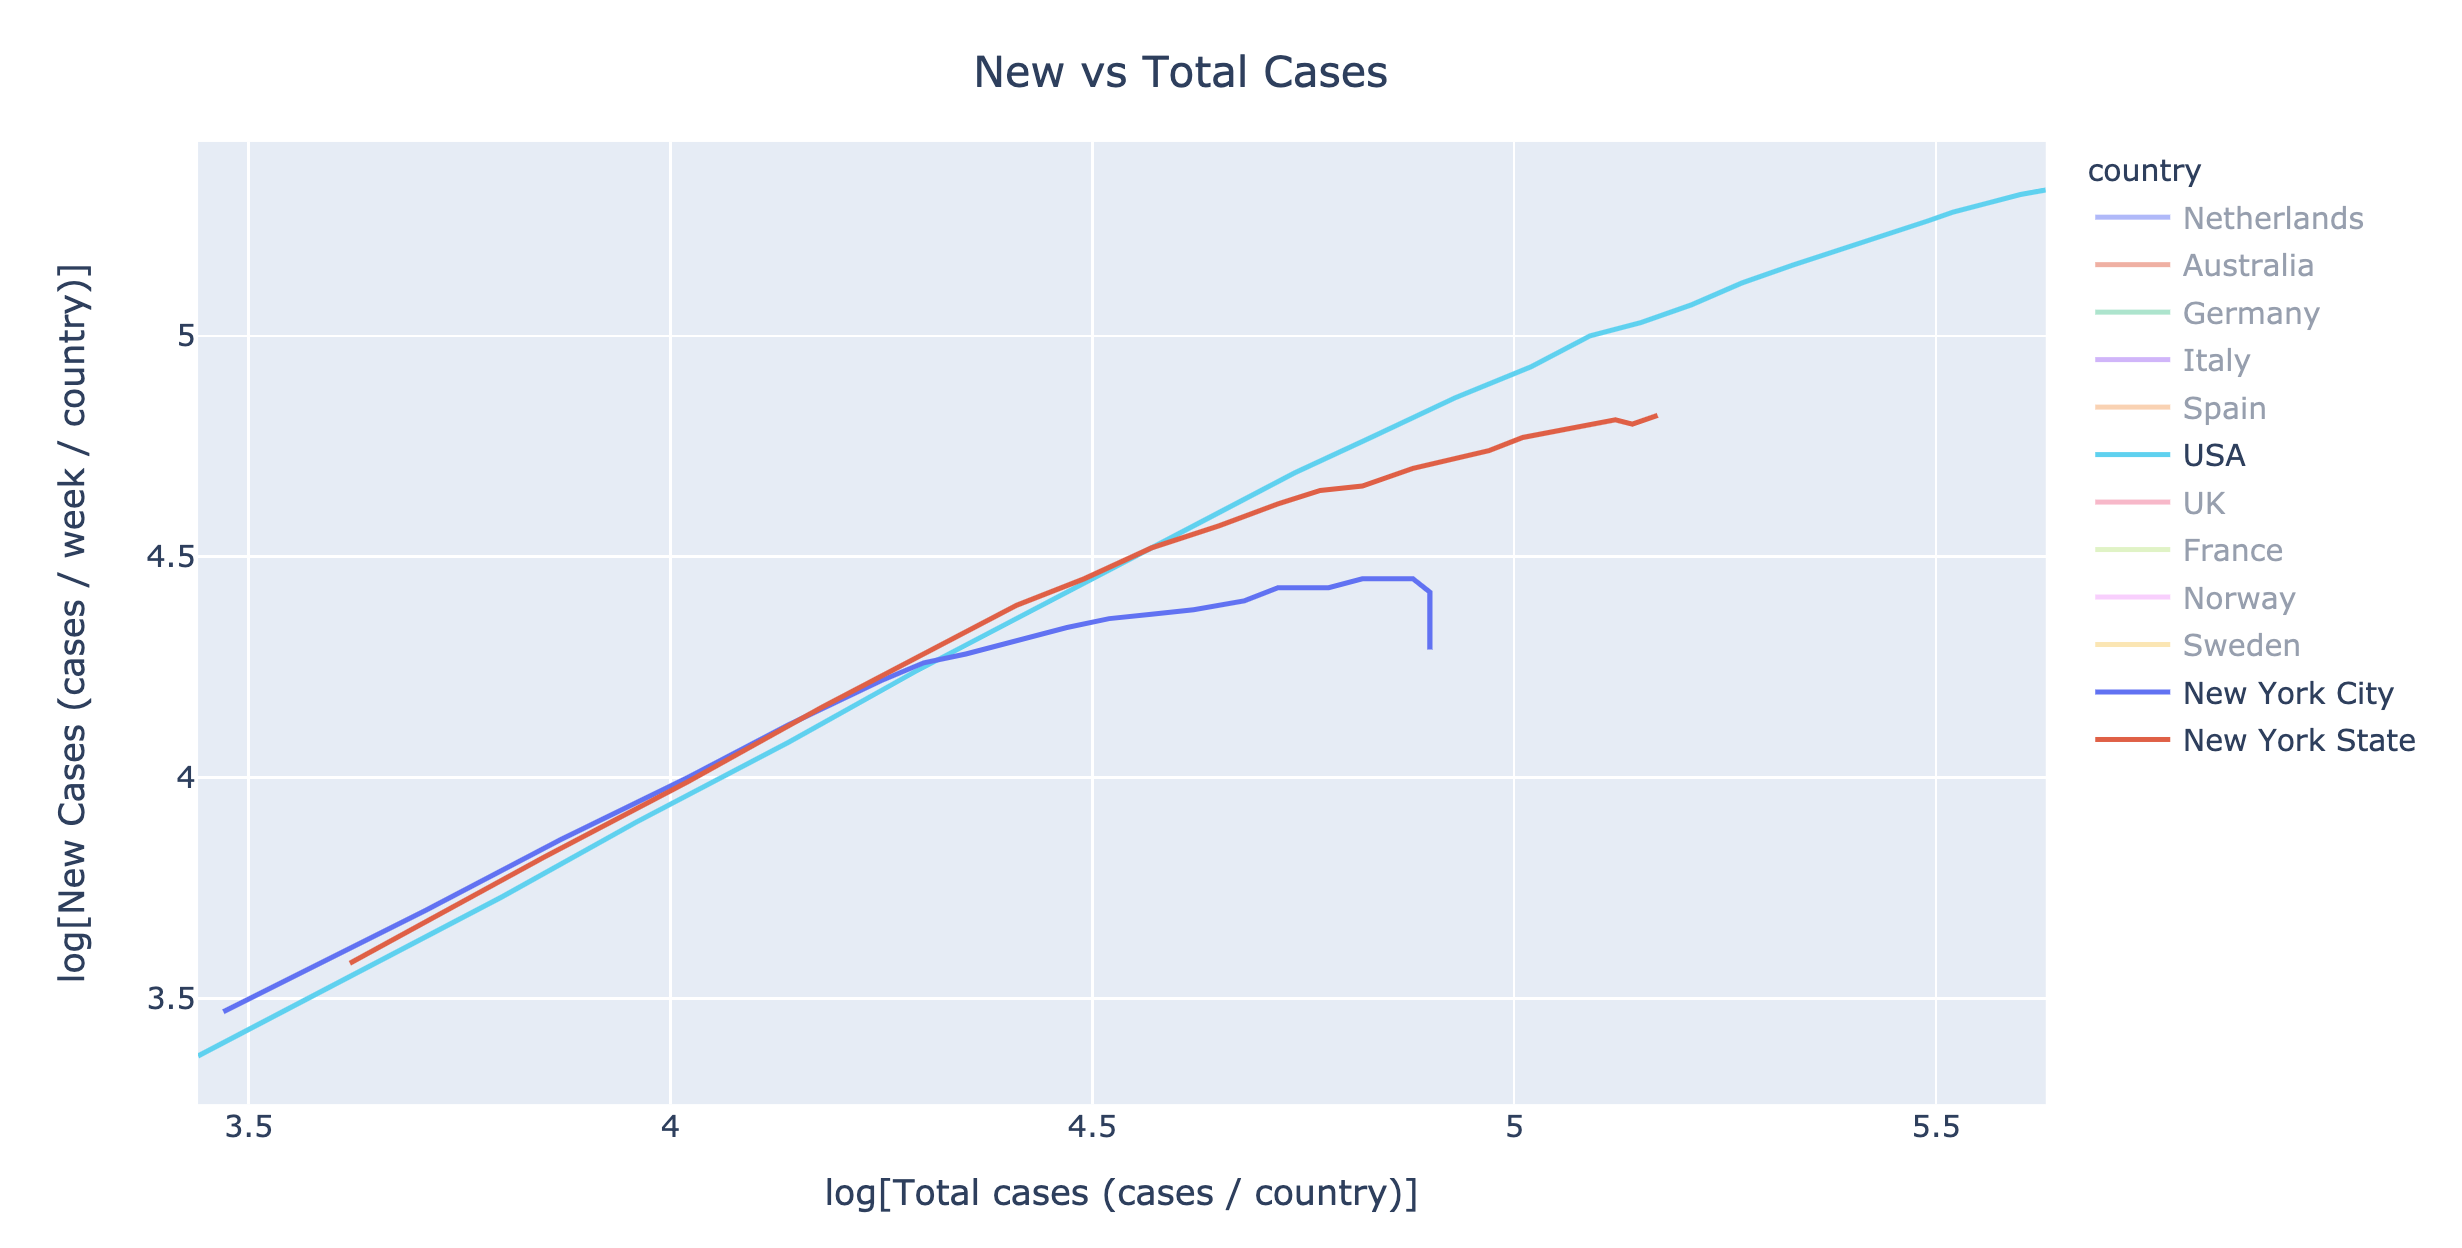 New vs Total Cases
log[New Cases (cases / week / country)]
5
4.5
4
3.5
3.5
4
4.5
5
5.5
log[Total cases (cases / country)]
country
Netherlands
Australia
Germany
Italy
Spain
USA
UK
France
Norway
Sweden
New York City
New York State